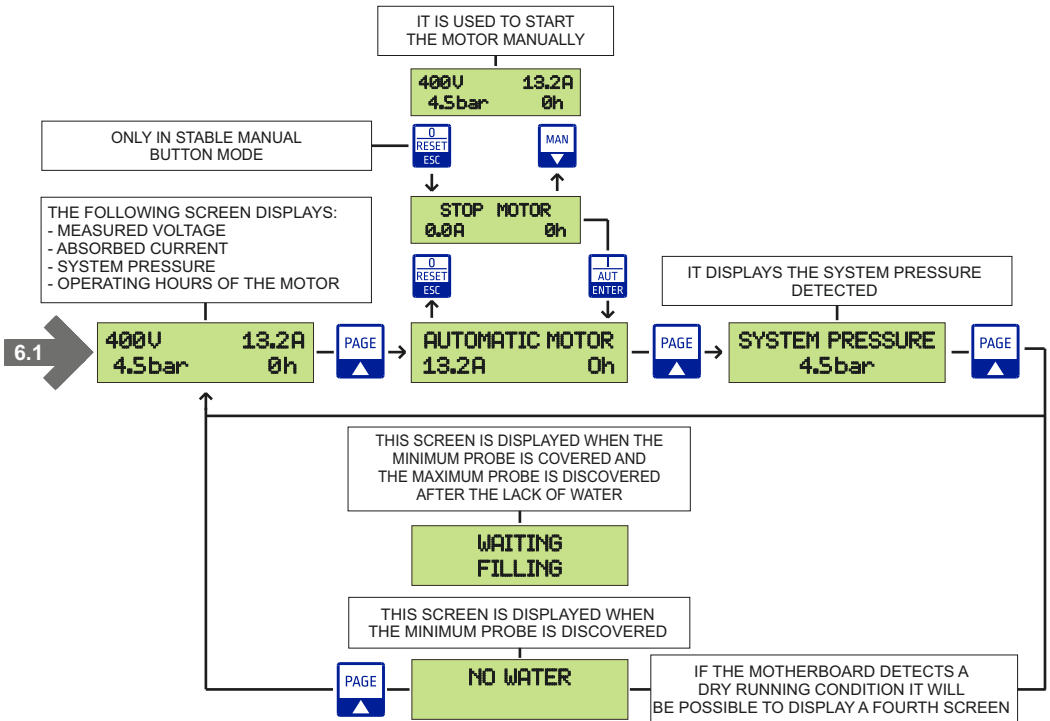 IT IS USED TO START
THE MOTOR MANUALLY
400V 13.2A
4.5bar 0h
ONLY IN STABLE MANUAL
BUTTON MODE
0
RESET
ESC
MAN
THE FOLLOWING SCREEN DISPLAYS:
- MEASURED VOLTAGE
- ABSORBED CURRENT
- SYSTEM PRESSURE
- OPERATING HOURS OF THE MOTOR
STOP MOTOR
0.0A 0h
0
RESET
ESC
I
AUT
ENTER
IT DISPLAYS THE SYSTEM PRESSURE
DETECTED
6.1
400V 13.2A
4.5bar 0h
PAGE
AUTOMATIC MOTOR
13.2A 0h
PAGE
SYSTEM PRESSURE
4.5bar
PAGE
THIS SCREEN IS DISPLAYED WHEN THE
MINIMUM PROBE IS COVERED AND
THE MAXIMUM PROBE IS DISCOVERED
AFTER THE LACK OF WATER
WAITING
FILLING
THIS SCREEN IS DISPLAYED WHEN
THE MINIMUM PROBE IS DISCOVERED
PAGE
NO WATER
IF THE MOTHERBOARD DETECTS A
DRY RUNNING CONDITION IT WILL
BE POSSIBLE TO DISPLAY A FOURTH SCREEN